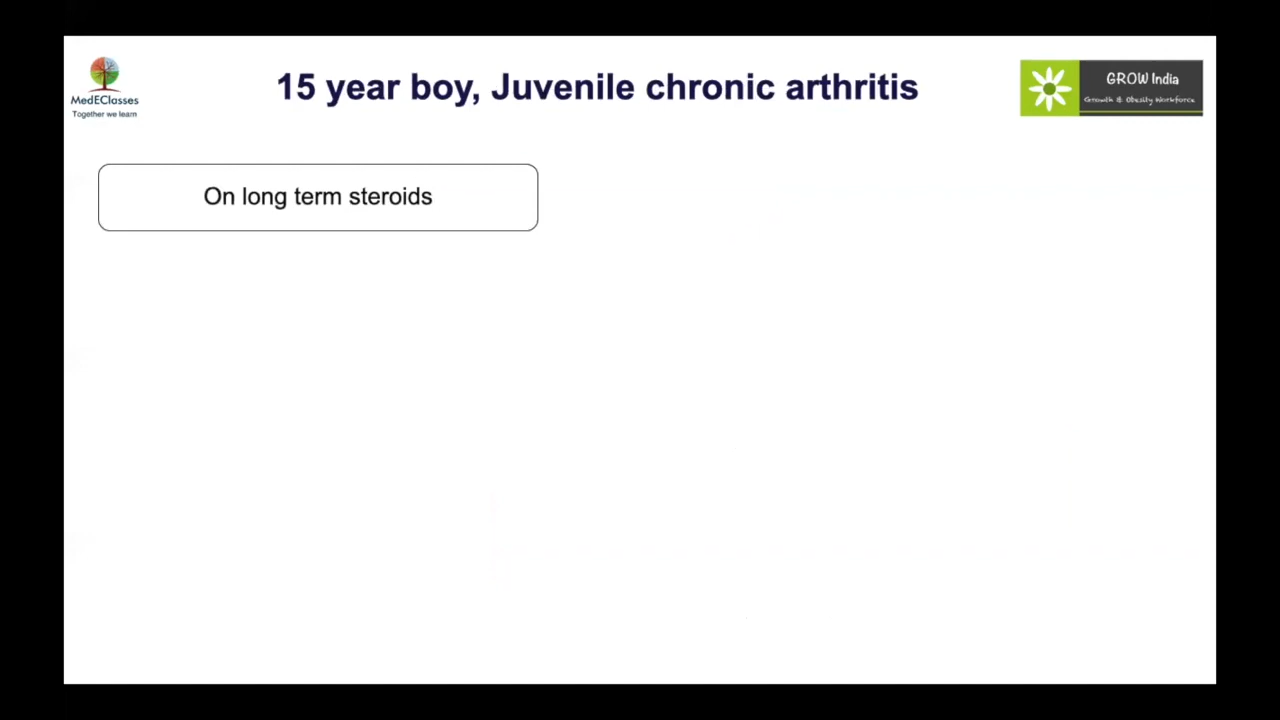 15 year boy, Juvenile chronic arthritis
MedEClasses
Together we learn
GROW India
Growth & Obesity Workforce
On long term steroids